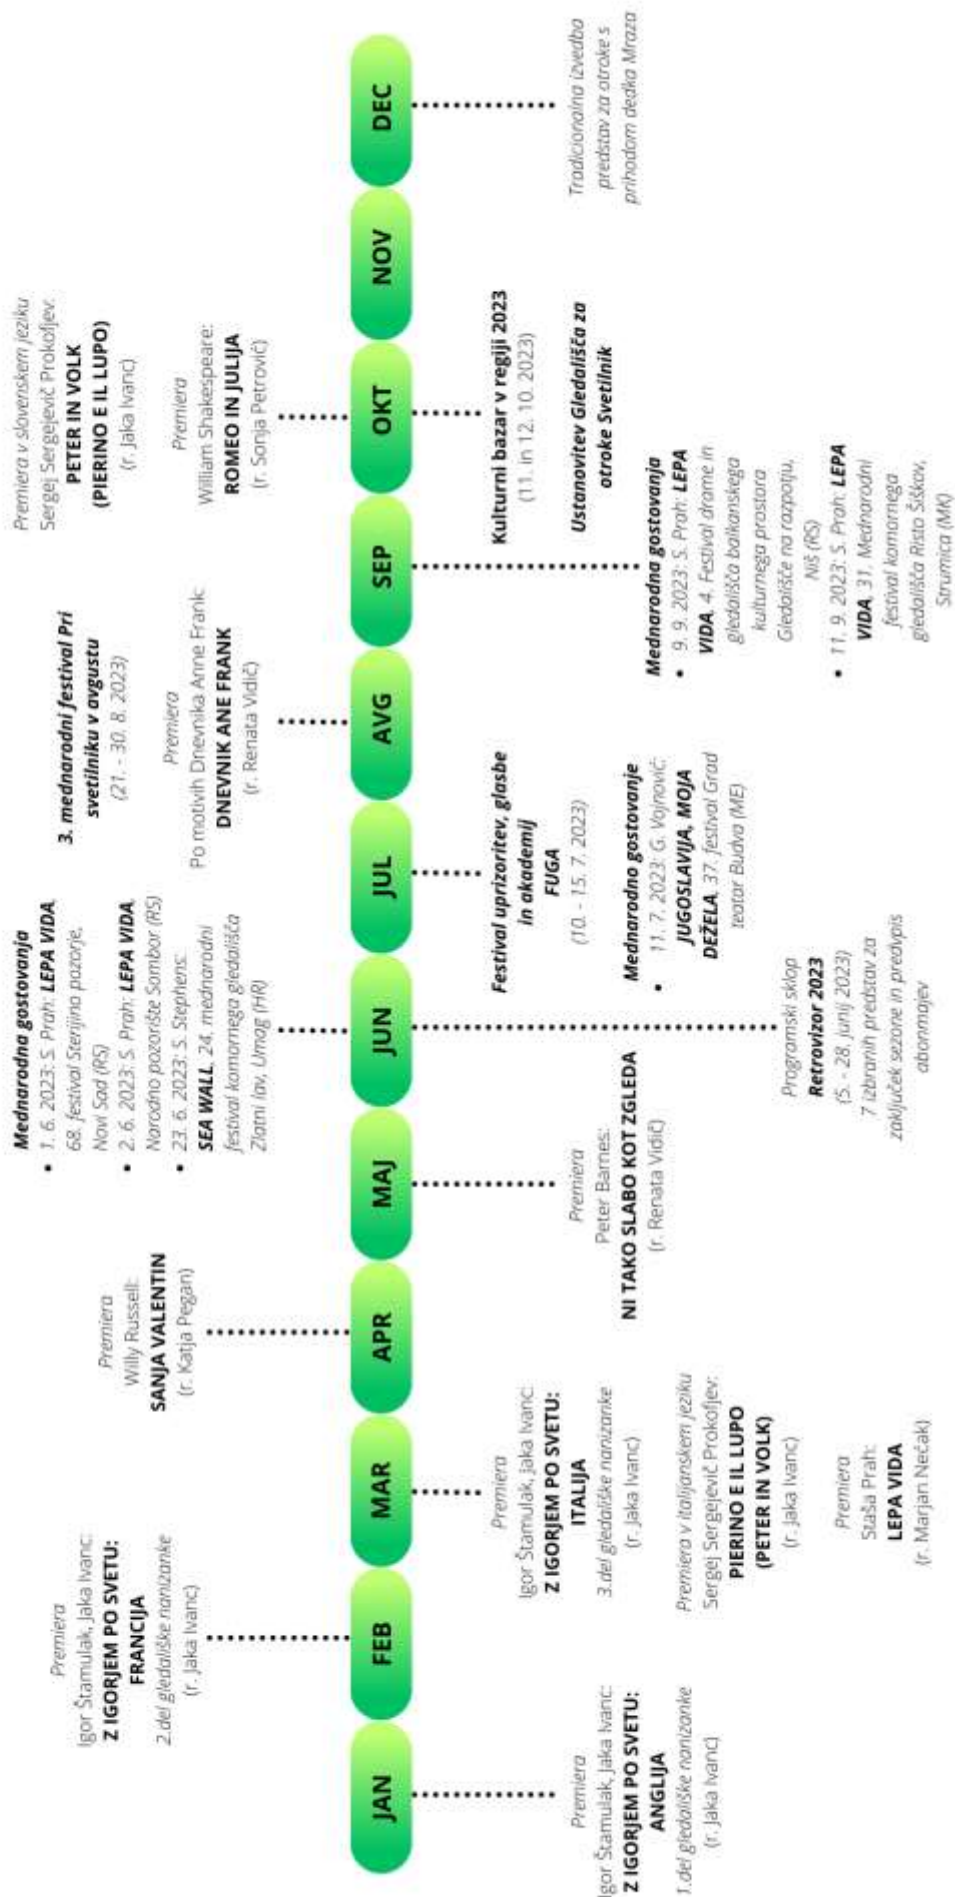 Premiera
Igor Štamulak, Jaka Ivanc:
Z IGORJEM PO SVETU:
FRANCIJA
2.del gledališke nanizanke
(r. Jaka Ivanc)
Premiera
Willy Russell:
SANJA VALENTIN
(r. Katja Pegan)
Mednarodna gostovanja
• 1. 6. 2023: S. Prah: LEPA VIDA,
68. festival Sterijino pozorje,
Novi Sad (RS)
• 2. 6. 2023: S. Prah: LEPA VIDA,
Narodno pozorište Sombor (RS)
• 23. 6. 2023: S. Stephens:
SEA WALL, 24. mednarodni
festival komornega gledališča
Zlatni lav, Umag (HR)
3. mednarodni festival Pri
svetilniku v avgustu
(21. - 30. 8. 2023)
Premiera
Po motivih Dnevnika Anne Frank:
DNEVNIK ANE FRANK
(r. Renata Vidič)
Premiera v slovenskem jeziku
Sergej Sergejevič Prokofjev:
PETER IN VOLK
(PIERINO E IL LUPO)
(r. Jaka Ivanc)
Premiera
William Shakespeare:
ROMEO IN JULIJA
(r. Sonja Petrović)
JAN
FEB
MAR
APR
MAJ
JUN
JUL
AVG
SEP
OKT
NOV
DEC
Premiera
Igor Štamulak, Jaka Ivanc:
Z IGORJEM PO SVETU:
ANGLIJA
1.del gledališke nanizanke
(r. Jaka Ivanc)
Premiera
Igor Štamulak, Jaka Ivanc:
Z IGORJEM PO SVETU:
ITALIJA
3.del gledališke nanizanke
(r. Jaka Ivanc)
Premiera v italijanskem jeziku
Sergej Sergejevič Prokofjev:
PIERINO E IL LUPO
(PETER IN VOLK)
(r. Jaka Ivanc)
Premiera
Staša Prah:
LEPA VIDA
(r. Marjan Nećak)
Premiera
Peter Barnes:
NI TAKO SLABO KOT ZGLEDA
(r. Renata Vidič)
Programski sklop
Retrovizor 2023
(5. - 28. junij 2023)
7 izbranih predstav za
zaključek sezone in predvpis
abonmajev
Festival uprizoritev, glasbe
in akademij
FUGA
(10. - 15. 7. 2023)
Mednarodno gostovanje
• 11. 7. 2023: G. Vojnović:
JUGOSLAVIJA, MOJA
DEŽELA, 37. festival Grad
teatar Budva (ME)
Mednarodna gostovanja
• 9. 9. 2023: S. Prah: LEPA
VIDA, 4. Festival drame in
gledališča balkanskega
kulturnega prostora
Gledališče na razpotju,
Niš (RS)
• 11. 9. 2023: S. Prah: LEPA
VIDA, 31. Mednarodni
festival komornega
gledališča Risto Šiškov,
Strumica (MK)
Kulturni bazar v regiji 2023
(11. in 12. 10. 2023)
Ustanovitev Gledališča za
otroke Svetilnik
Tradicionalna izvedba
predstav za otroke s
prihodom dedka Mraza